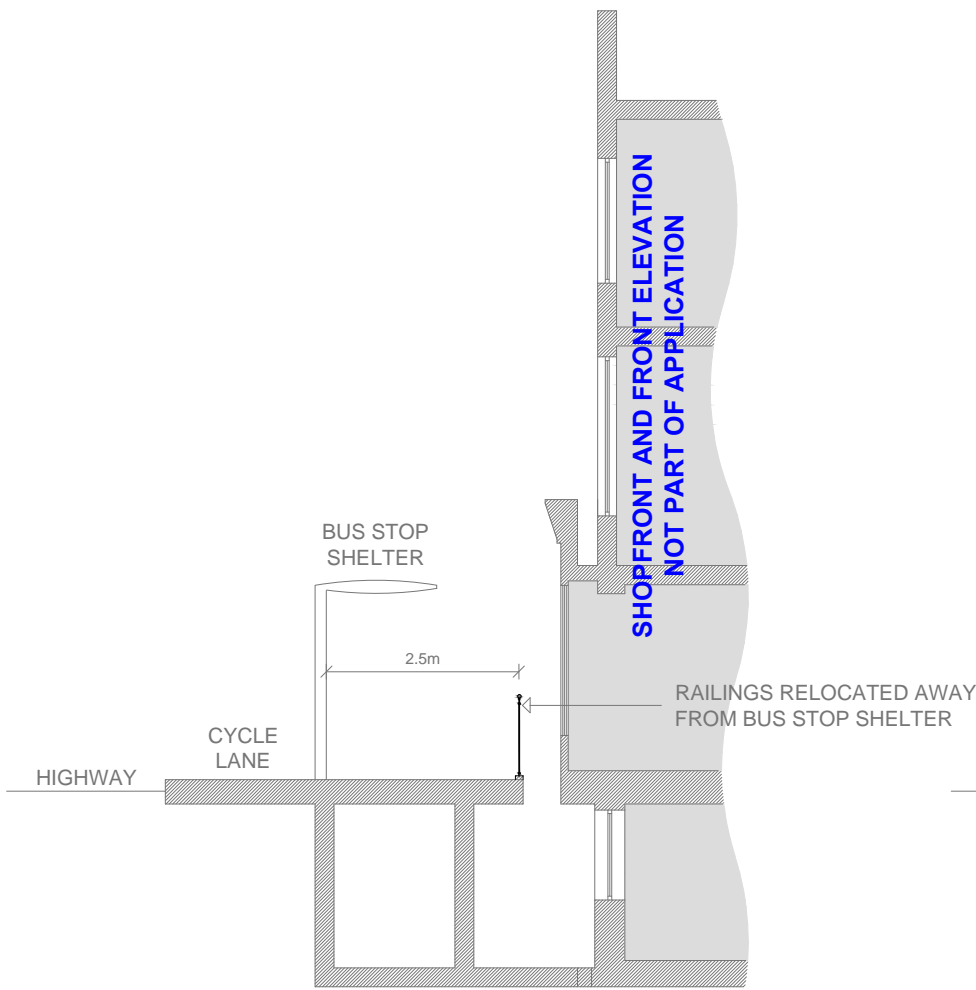 SHOPFRONT AND FRONT ELEVATION
NOT PART OF APPLICATION
BUS STOP
SHELTER
2.5m
RAILINGS RELOCATED AWAY
FROM BUS STOP SHELTER
CYCLE
LANE
HIGHWAY